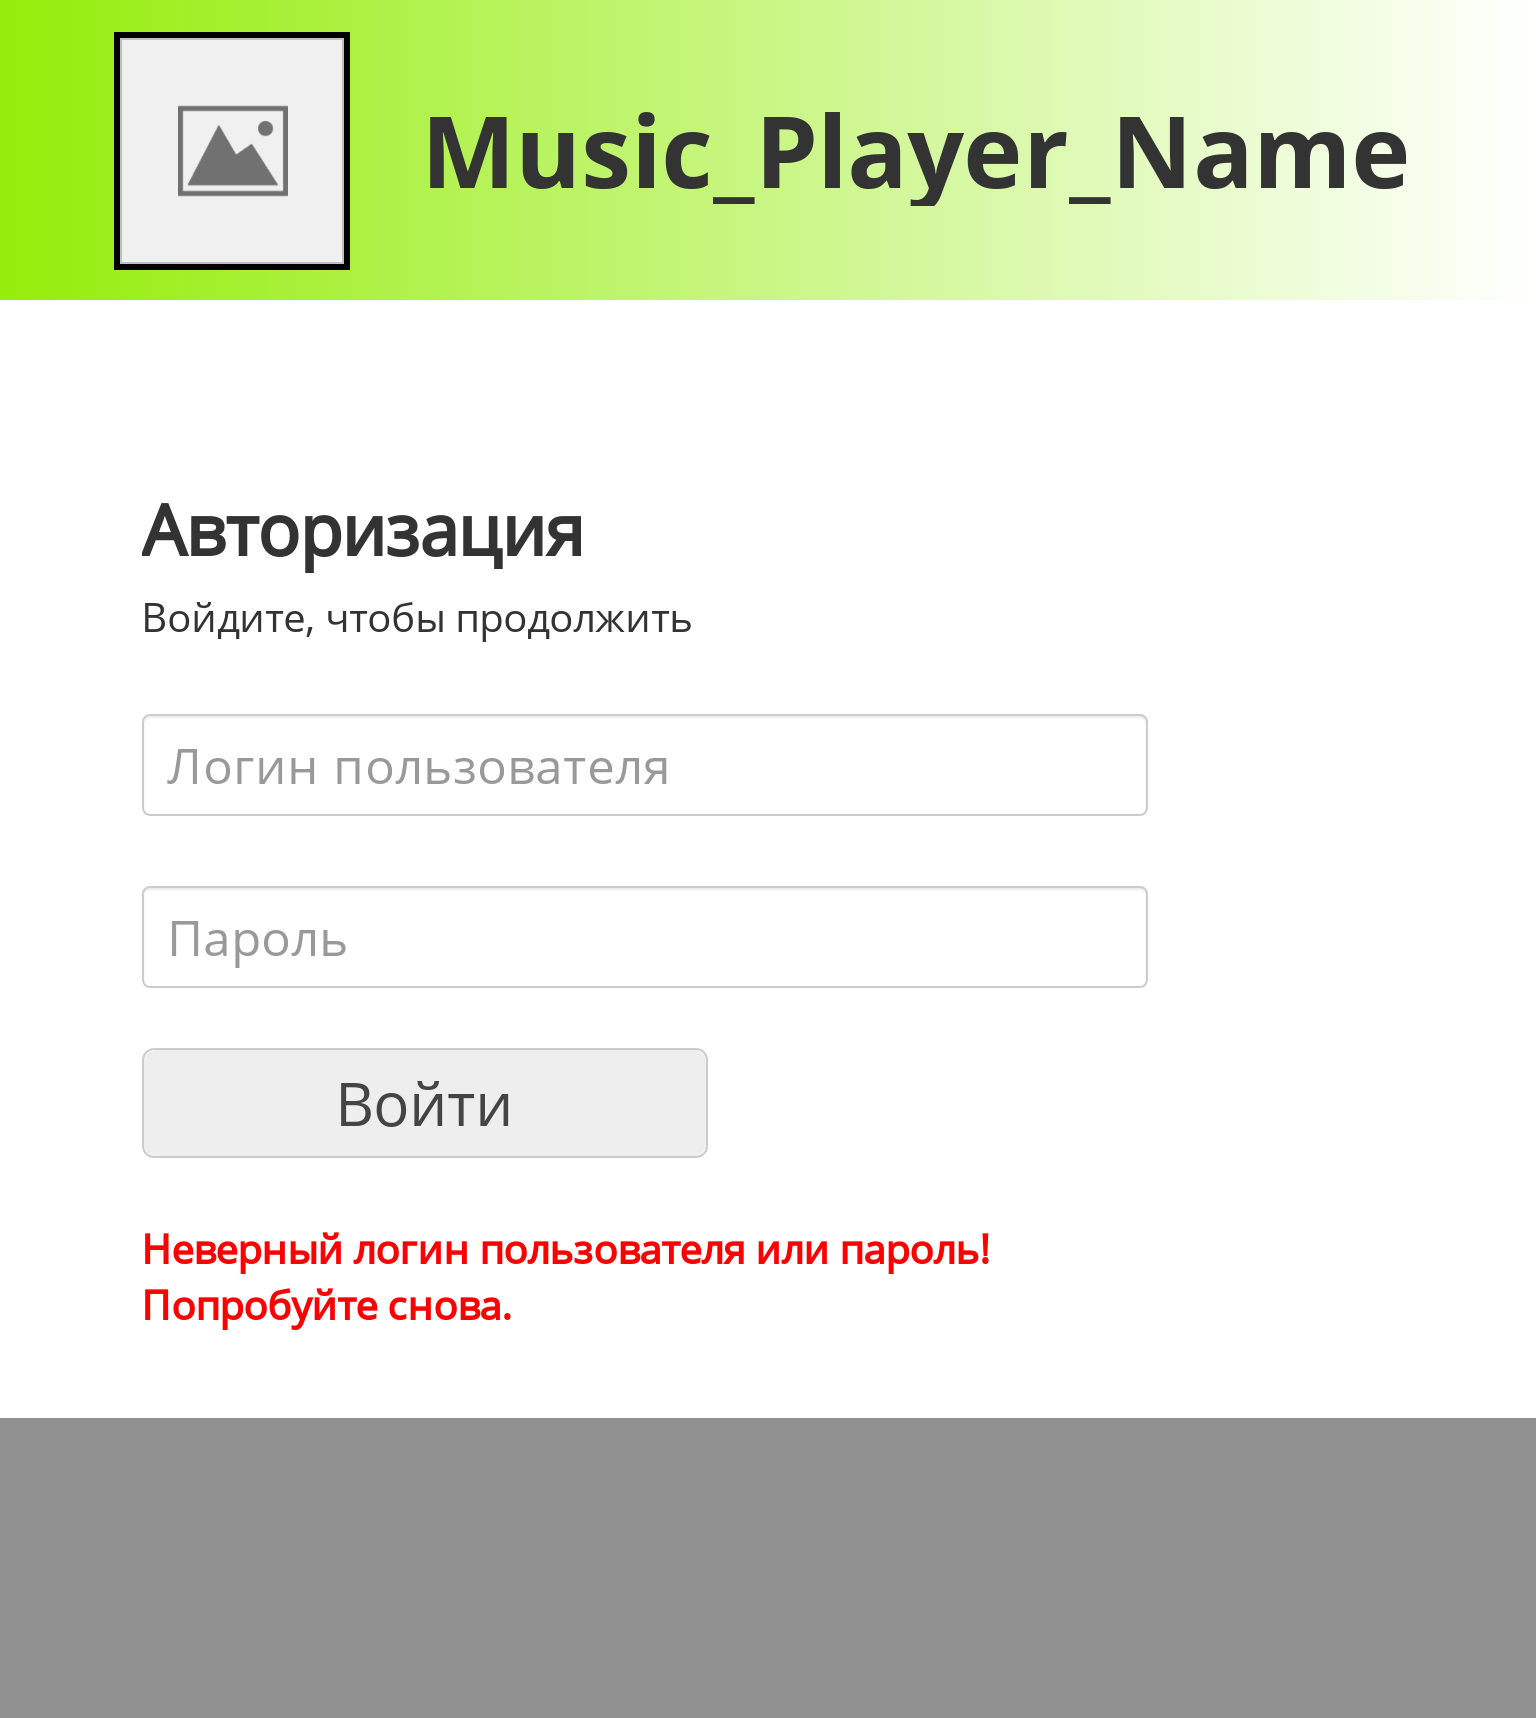 Music_Player_Name
Авторизация
Войдите, чтобы продолжить
Логин пользователя
Пароль
Войти
Неверный логин пользователя или пароль!
Попробуйте снова.